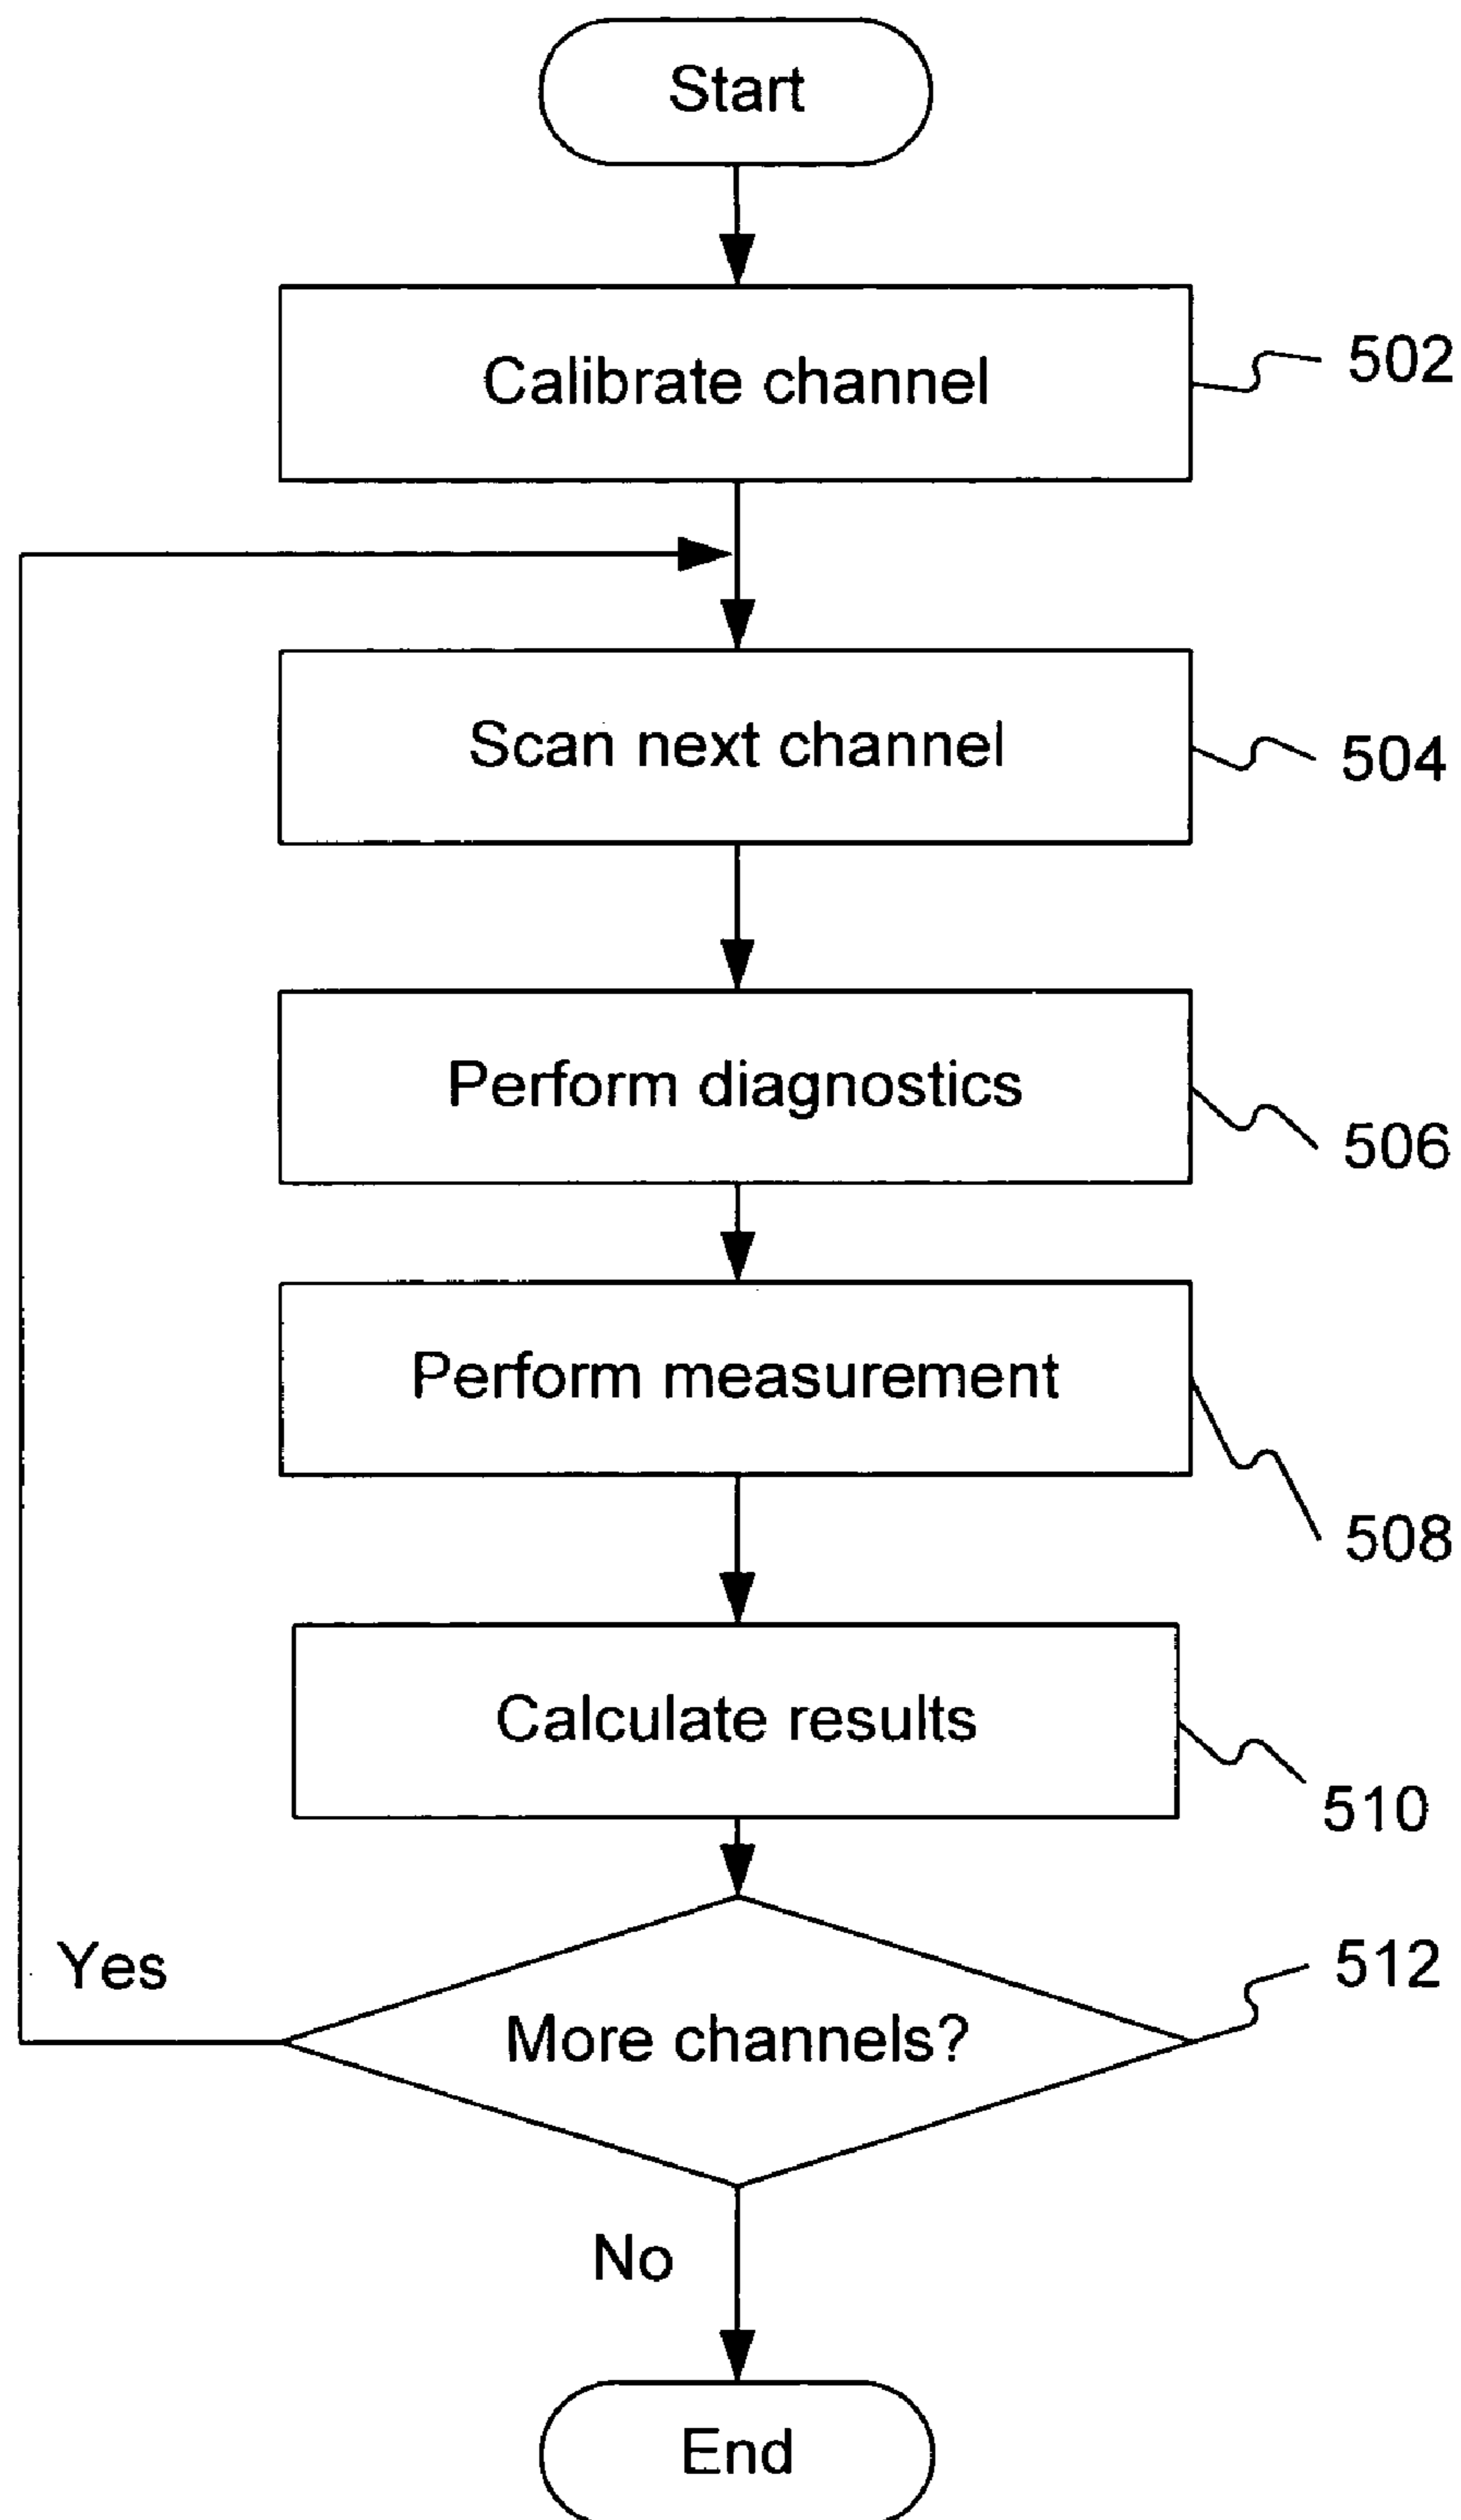 Start
Calibrate channel
502
Scan next channel
504
Perform diagnostics
506
Perform measurement
508
Calculate results
510
Yes
More channels?
512
No
End